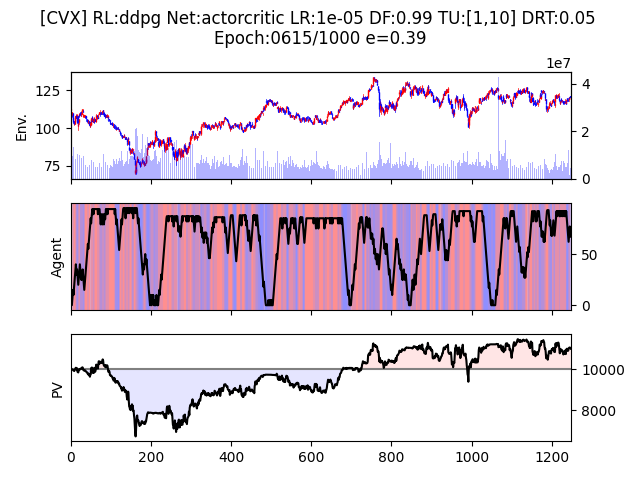 [CVX] RL:ddpg Net:actorcritic LR:1e-05 DF:0.99 TU:[1,10] DRT:0.05
Epoch:0615/1000 e=0.39
1e7
125
100
75
Env.
4
2
0
Agent
50
0
PV
10000
8000
0
200
400
600
800
1000
1200